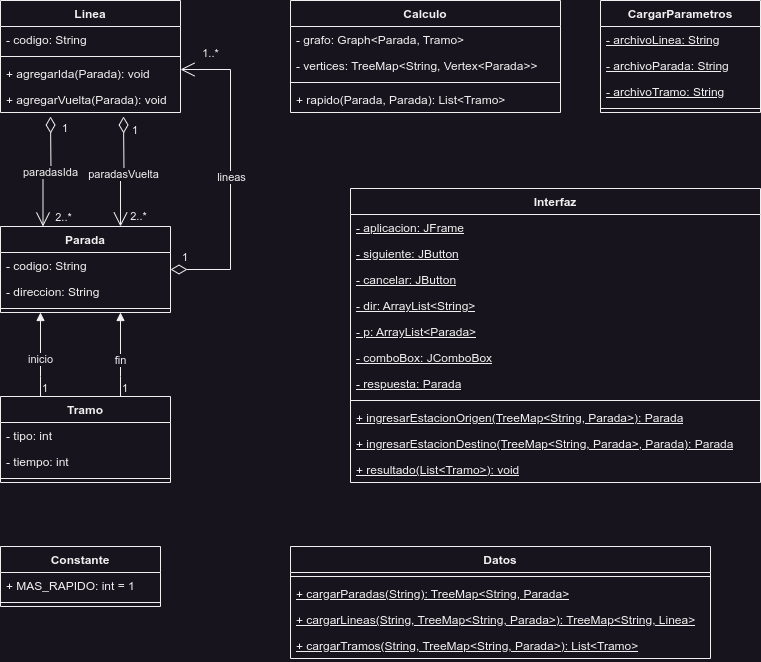 Linea
- codigo: String
+ agregarIda(Parada): void
+ agregarVuelta(Parada): void
Calculo
- grafo: Graph<Parada, Tramo>
- vertices: TreeMap<String, Vertex<Parada>>
+ rapido(Parada, Parada): List<Tramo>
CargarParametros
- archivoLinea: String
- archivoParada: String
- archivoTramo: String
1..*
1
1
paradasIda
paradasVuelta
lineas
2..*
2..*
1
Parada
- codigo: String
- direccion: String
inicio
fin
1
1
Tramo
- tipo: int
- tiempo: int
Interfaz
- aplicacion: JFrame
- siguiente: JButton
- cancelar: JButton
- dir: ArrayList<String>
- p: ArrayList<Parada>
- comboBox: JComboBox
- respuesta: Parada
+ ingresarEstacionOrigen(TreeMap<String, Parada>): Parada
+ ingresarEstacionDestino(TreeMap<String, Parada>, Parada): Parada
+ resultado(List<Tramo>): void
Constante
+ MAS_RAPIDO: int = 1
Datos
+ cargarParadas(String): TreeMap<String, Parada>
+ cargarLineas(String, TreeMap<String, Parada>): TreeMap<String, Linea>
+ cargarTramos(String, TreeMap<String, Parada>): List<Tramo>